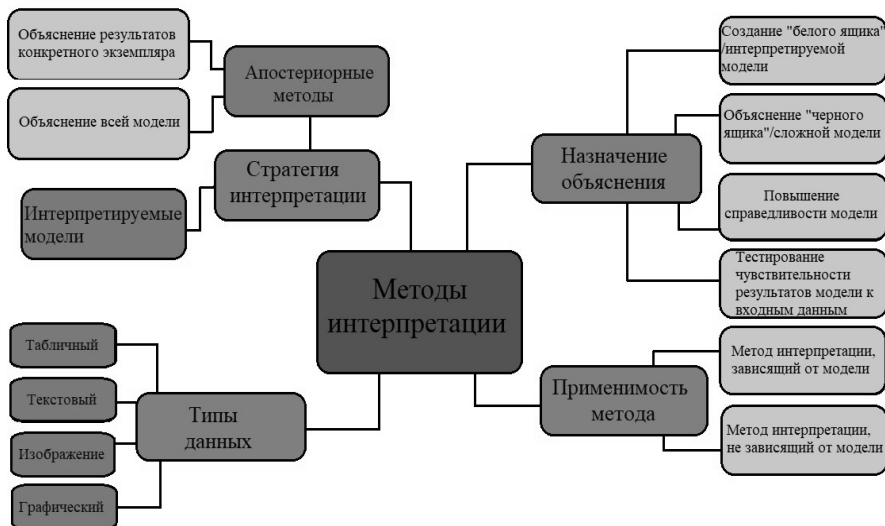 Объяснение результатов
конкретного экземпляра
Объяснение всей модели
Апостериорные
методы
Стратегия
интерпретации
Интерпретируемые
модели
Методы
интерпретации
Назначение
объяснения
Создание "белого ящика"
/интерпретируемой
модели
Объяснение "черного
ящика"/сложной модели
Повышение
справедливости модели
Тестирование
чувствительности
результатов модели к
входным данным
Применимость
метода
Метод интерпретации,
зависящий от модели
Метод интерпретации,
не зависящий от модели
Типы
данных
Табличный
Текстовый
Изображение
Графический